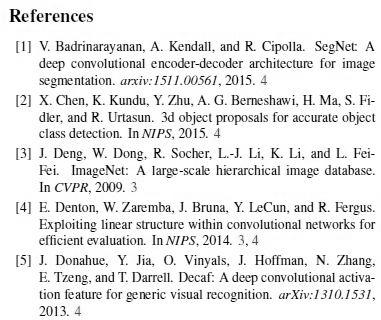 References
[1] V. Badrinarayanan, A. Kendall, and R. Cipolla. SegNet: A
deep convolutional encoder-decoder architecture for image
segmentation. arxiv:1511.00561, 2015. 4
[2] X. Chen, K. Kundu, Y. Zhu, A. G. Berneshawi, H. Ma, S. Fi-
dler, and R. Urtasun. 3d object proposals for accurate object
class detection. In NIPS, 2015. 4
[3] J. Deng, W. Dong, R. Socher, L.-J. Li, K. Li, and L. Fei-
Fei. ImageNet: A large-scale hierarchical image database.
In CVPR, 2009. 3
[4] E. Denton, W. Zaremba, J. Bruna, Y. LeCun, and R. Fergus.
Exploiting linear structure within convolutional networks for
efficient evaluation. In NIPS, 2014. 3, 4
[5] J. Donahue, Y. Jia, O. Vinyals, J. Hoffman, N. Zhang,
E. Tzeng, and T. Darrell. Decaf: A deep convolutional activa-
tion feature for generic visual recognition. arXiv:1310.1531,
2013. 4